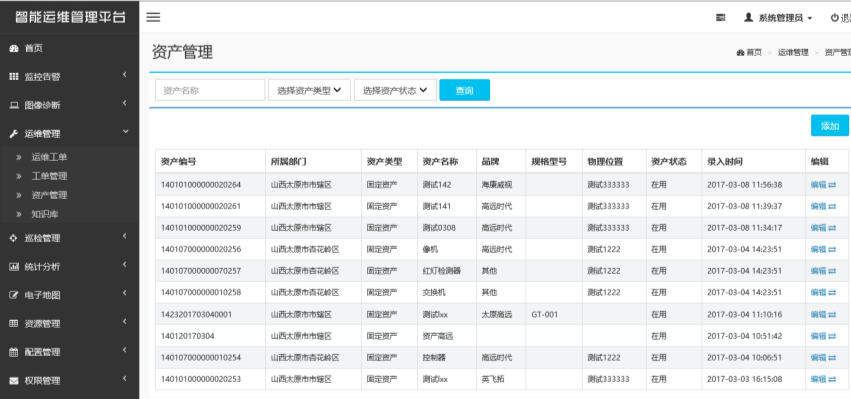 智能运维管理平台
系统管理员
首页
监控告警
图像诊断
运维管理
» 运维工单
» 工单管理
» 资产管理
» 知识库
巡检管理
统计分析
电子地图
资源管理
配置管理
权限管理
资产管理
首页 > 运维管理 > 资产管
资产名称 选择资产类型 选择资产状态 查询
添加
资产编号 所属部门 资产类型 资产名称 品牌 规格型号 物理位置 资产状态 录入时间 编辑
140101000000020264 山西太原市市辖区 固定资产 测试142 海康威视 测试333333 在用 2017-03-08 11:56:38 编辑
140101000000020261 山西太原市市辖区 固定资产 测试141 高远时代 测试333333 在用 2017-03-08 11:39:37 编辑
140101000000020259 山西太原市市辖区 固定资产 测试0308 高远时代 测试333333 在用 2017-03-08 11:34:17 编辑
140107000000020256 山西太原市杏花岭区 固定资产 像机 高远时代 测试1222 在用 2017-03-04 14:23:51 编辑
140107000000070257 山西太原市杏花岭区 固定资产 红灯检测器 其他 测试1222 在用 2017-03-04 14:23:51 编辑
140107000000010258 山西太原市杏花岭区 固定资产 交换机 其他 测试1222 在用 2017-03-04 14:23:51 编辑
1423201703040001 山西太原市市辖区 固定资产 测试lxx 太原高远 GT-001 在用 2017-03-04 11:10:16 编辑
140120170304 山西太原市市辖区 固定资产 资产高远 在用 2017-03-04 10:51:42 编辑
140107000000010254 山西太原市杏花岭区 固定资产 控制器 高远时代 测试1222 在用 2017-03-04 10:06:51 编辑
140101000000020253 山西太原市市辖区 固定资产 测试lxx 英飞拓 测试333333 在用 2017-03-03 16:15:08 编辑